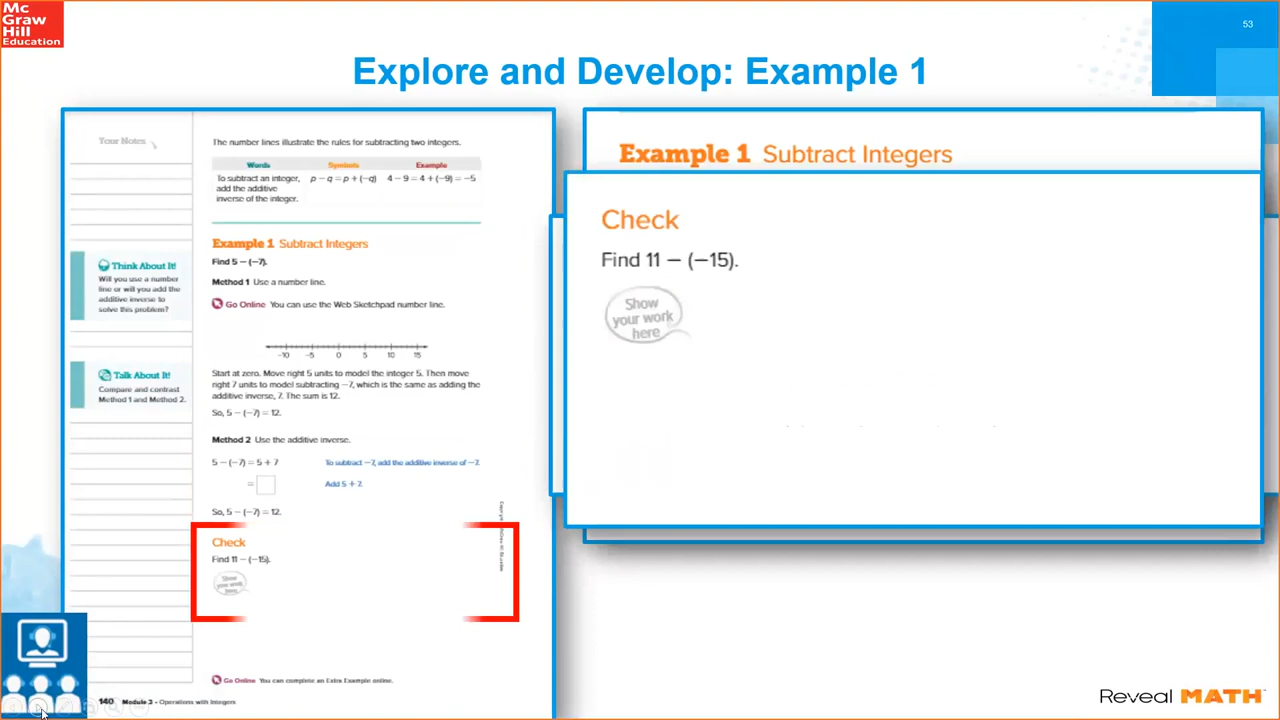 Mc
Graw
Hill
Education
53
Explore and Develop: Example 1
Your Notes
The number lines illustrate the rules for subtracting two integers.
Words Symbols Example
To subtract an integer, add the additive inverse of the integer.
p − q = p + (−q)
4 − 9 = 4 + (−9) = −5
Example 1 Subtract Integers
Find 5 − (−7).
Method 1 Use a number line.
Go Online You can use the Web Sketchpad number line.
−10 −5 0 5 10 15
Think About It!
Will you use a number
line or will you add the
additive inverse to
solve this problem?
Start at zero. Move right 5 units to model the integer 5. Then move
right 7 units to model subtracting −7, which is the same as adding the
additive inverse, 7. The sum is 12.
So, 5 − (−7) = 12.
Talk About It!
Compare and contrast
Method 1 and Method 2.
Method 2 Use the additive inverse.
5 − (−7) = 5 + 7 To subtract −7, add the additive inverse of −7.
= Add 5 + 7.
So, 5 − (−7) = 12.
Check
Find 11 − (−15).
Show
your work
here
Go Online You can complete an Extra Example online.
140 Module 3 • Operations with Integers
Example 1 Subtract Integers
Check
Find 11 − (−15).
Show
your work
here
Reveal MATH